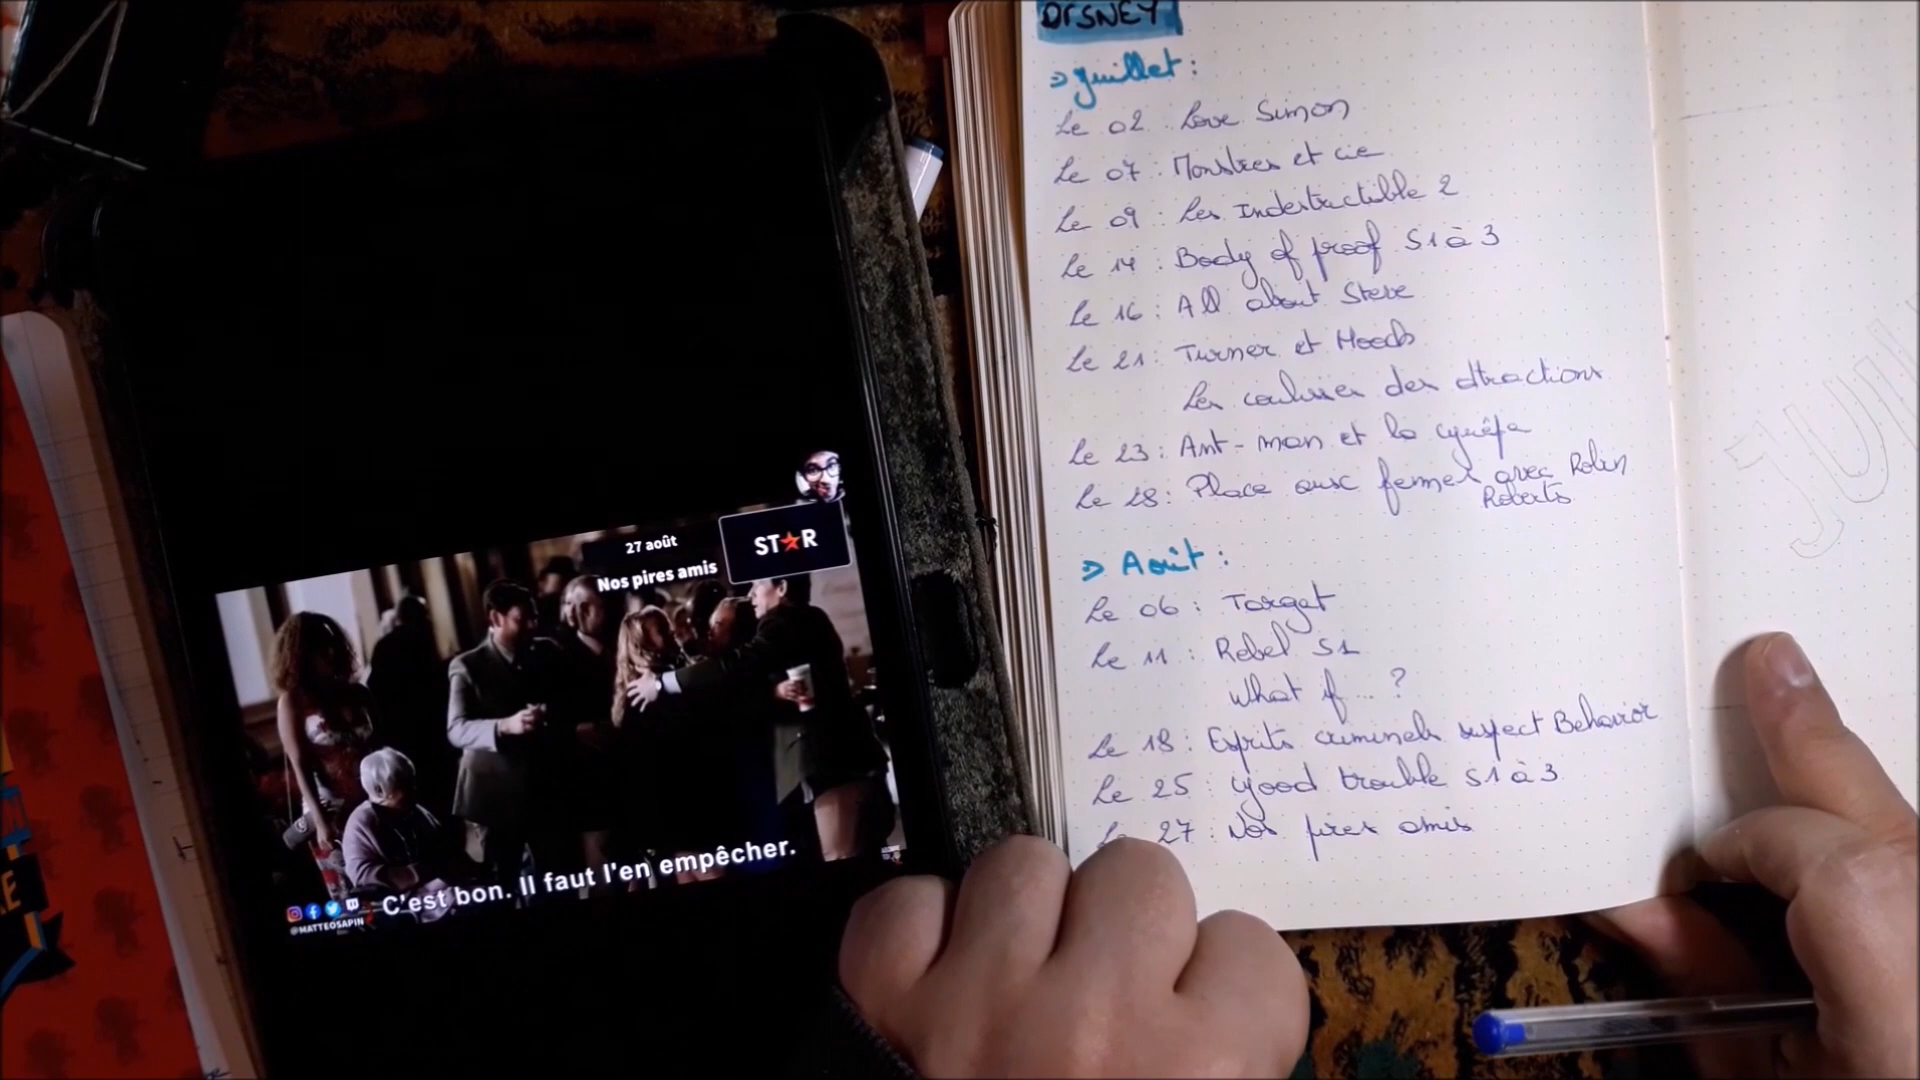 27 août
Nos pires amis
STAR
C'est bon. Il faut l'en empêcher.
@MATTEOSAPIN
DISNEY
⇒ Juillet :
Le 02 : Love Simon
Le 07 : Monstres et cie
Le 09 : Les Indestructible 2
Le 14 : Body of proof S1 à 3
Le 16 : All about Steve
Le 21 : Turner et Hooch
Les coulisses des attractions
Le 23 : Ant-man et la guêpe
Le 28 : Place aux femmes avec Robin
Roberts
⇒ Août :
Le 06 : Target
Le 11 : Rebel S1
What if... ?
Le 18 : Esprits criminels suspect Behavior
Le 25 : Good trouble S1 à 3
Le 27 : Nos pires amis
JUI